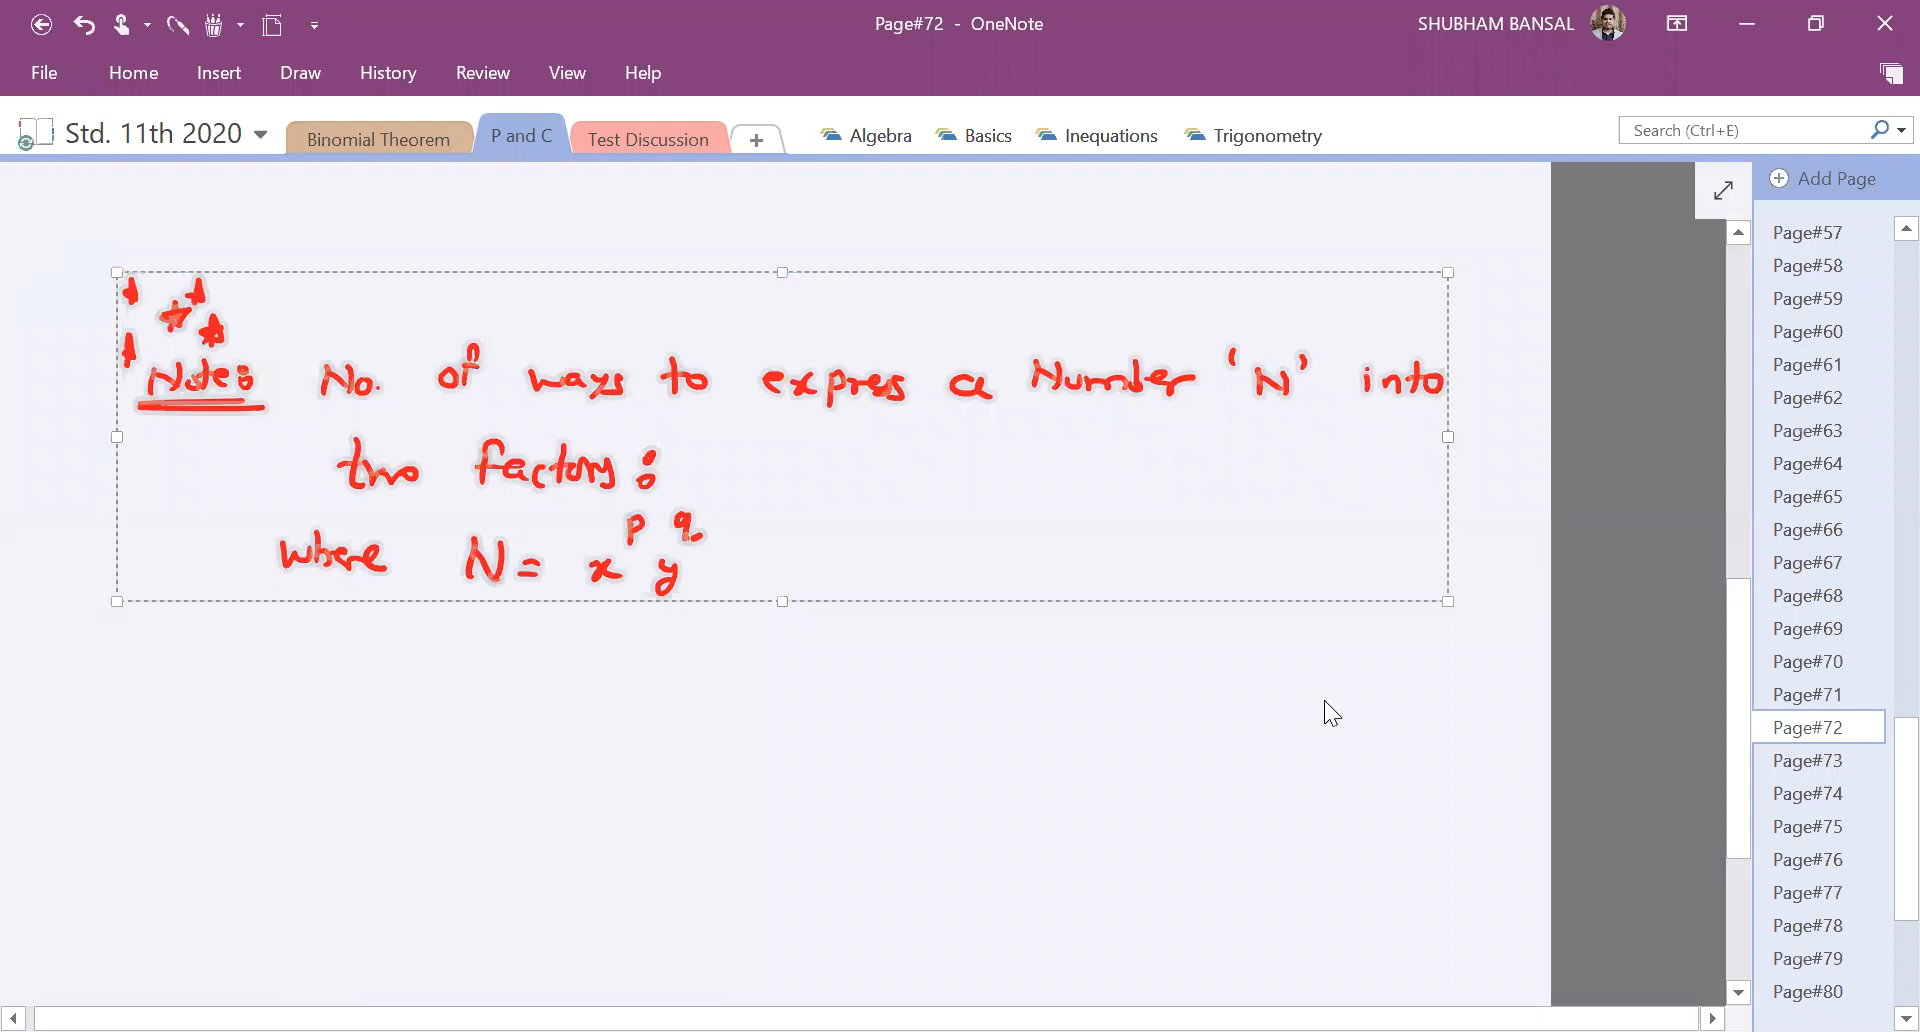 Page#72 - OneNote
SHUBHAM BANSAL
File Home Insert Draw History Review View Help
Std. 11th 2020
Binomial Theorem
P and C
Test Discussion
Algebra
Basics
Inequations
Trigonometry
Search (Ctrl+E)
Add Page
Note: No. of ways to expres a Number 'N' into
two factors:
where N = x^p y^q
Page#57
Page#58
Page#59
Page#60
Page#61
Page#62
Page#63
Page#64
Page#65
Page#66
Page#67
Page#68
Page#69
Page#70
Page#71
Page#72
Page#73
Page#74
Page#75
Page#76
Page#77
Page#78
Page#79
Page#80